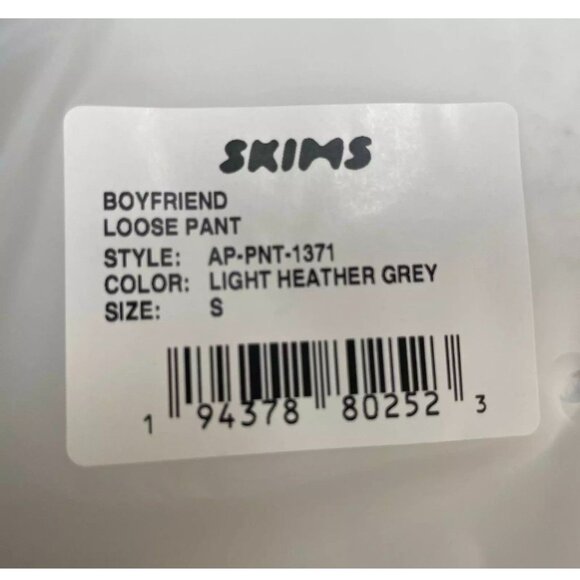 SKIMS
BOYFRIEND
LOOSE PANT
STYLE: AP-PNT-1371
COLOR: LIGHT HEATHER GREY
SIZE: S
1 94378 80252 3